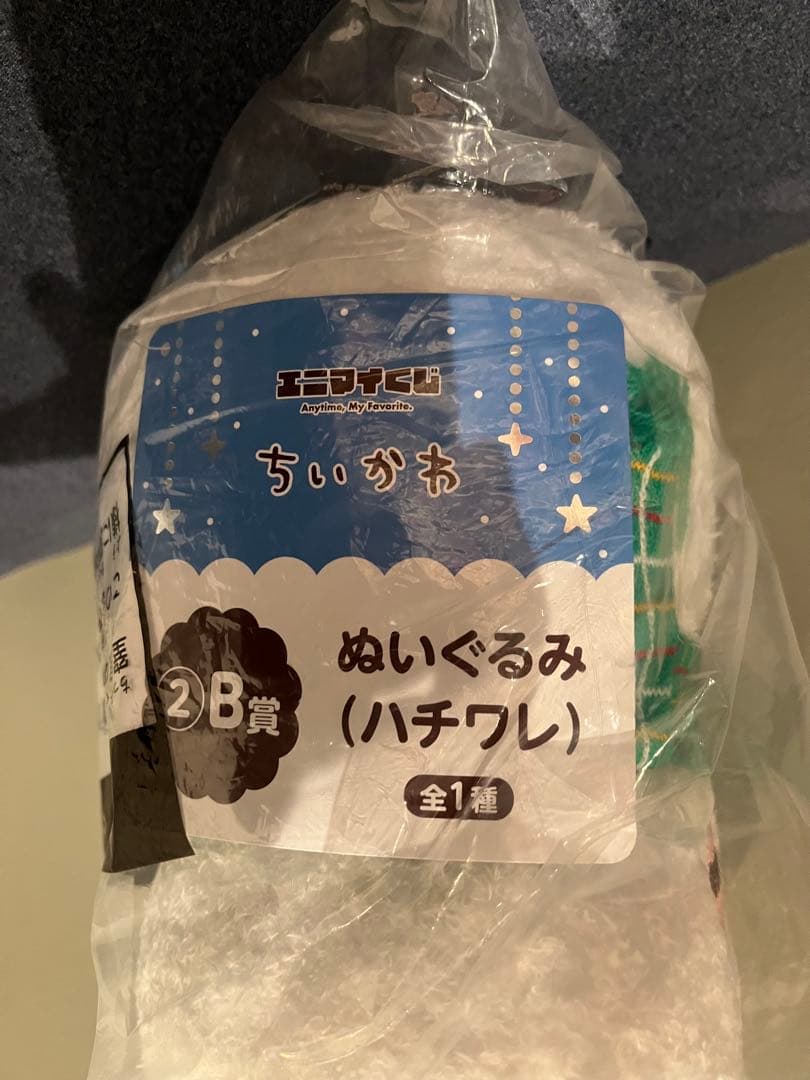 エニマイくじ
Anytime, My Favorite.
ちいかわ
②B賞
ぬいぐるみ
(ハチワレ)
全1種